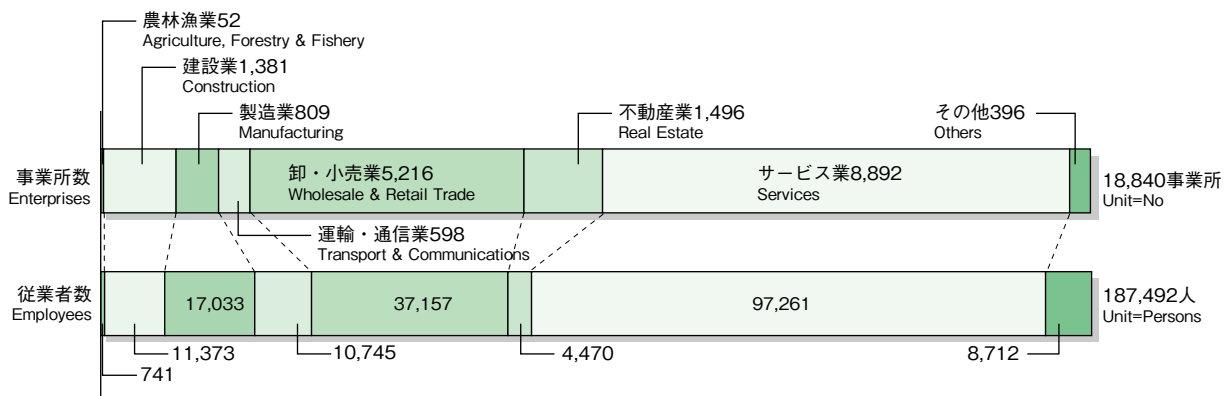 農林漁業52
Agriculture, Forestry & Fishery
建設業1,381
Construction
製造業809
Manufacturing
不動産業1,496
Real Estate
その他396
Others
事業所数
Enterprises
卸・小売業5,216
Wholesale & Retail Trade
サービス業8,892
Services
18,840事業所
Unit=No
運輸・通信業598
Transport & Communications
従業者数
Employees
17,033
37,157
97,261
187,492人
Unit=Persons
11,373
10,745
4,470
8,712
741